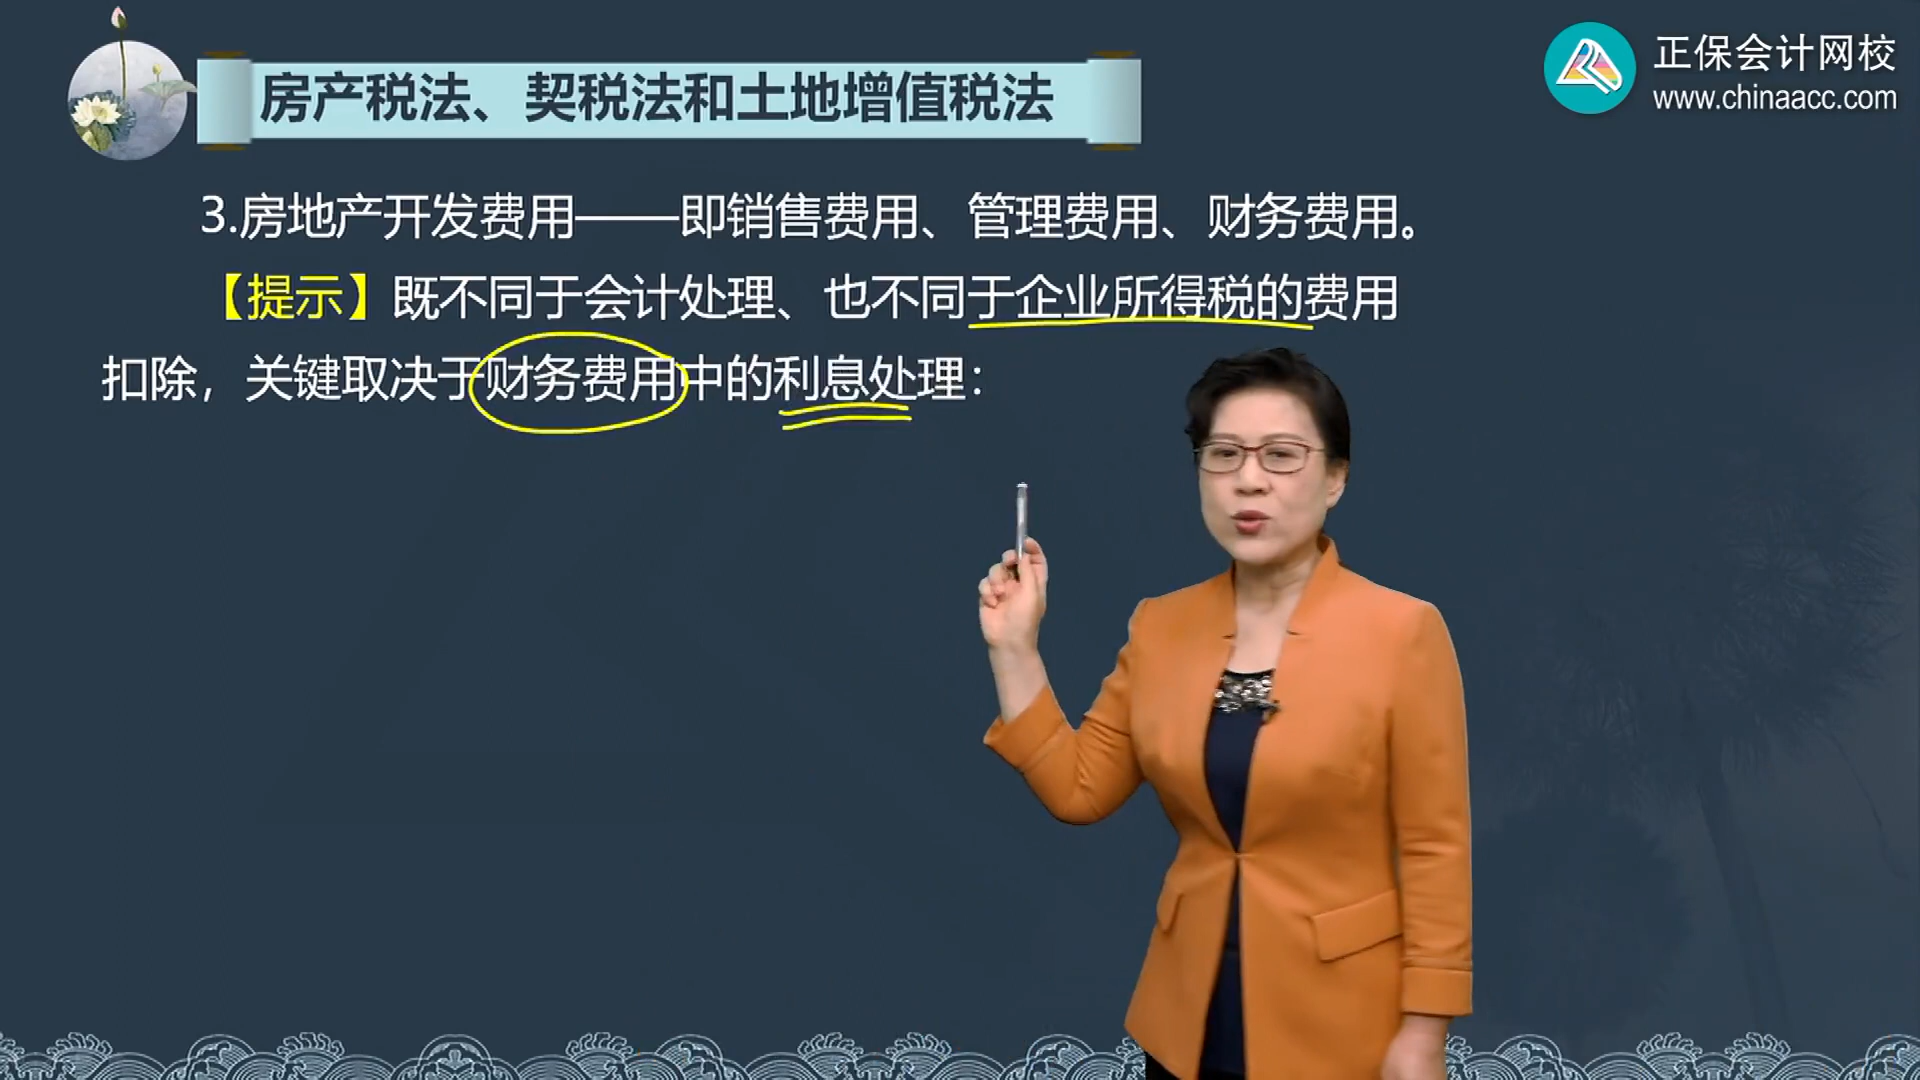 房产税法、契税法和土地增值税法
正保会计网校
www.chinaacc.com
3.房地产开发费用——即销售费用、管理费用、财务费用。
【提示】既不同于会计处理、也不同于企业所得税的费用
扣除，关键取决于财务费用中的利息处理：